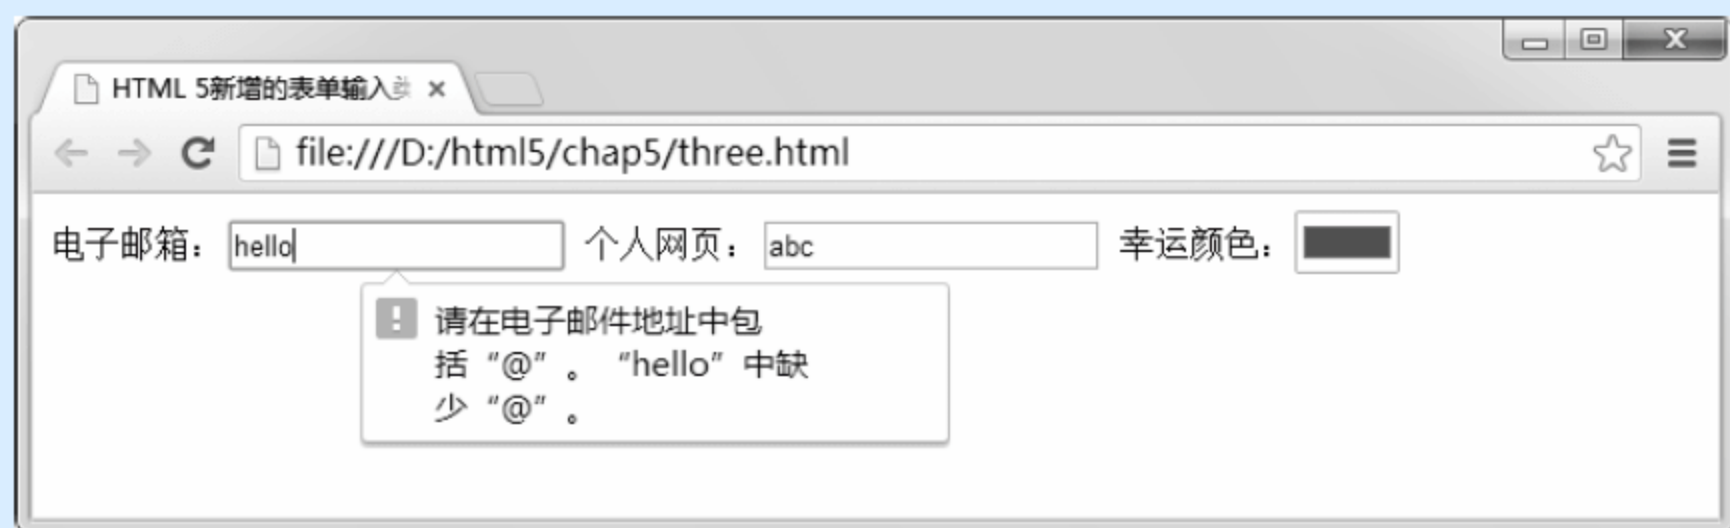 HTML 5新增的表单输入
file:///D:/html5/chap5/three.html
电子邮箱： hello 个人网页： abc 幸运颜色：
请在电子邮件地址中包
括“@”。“hello”中缺
少“@”。